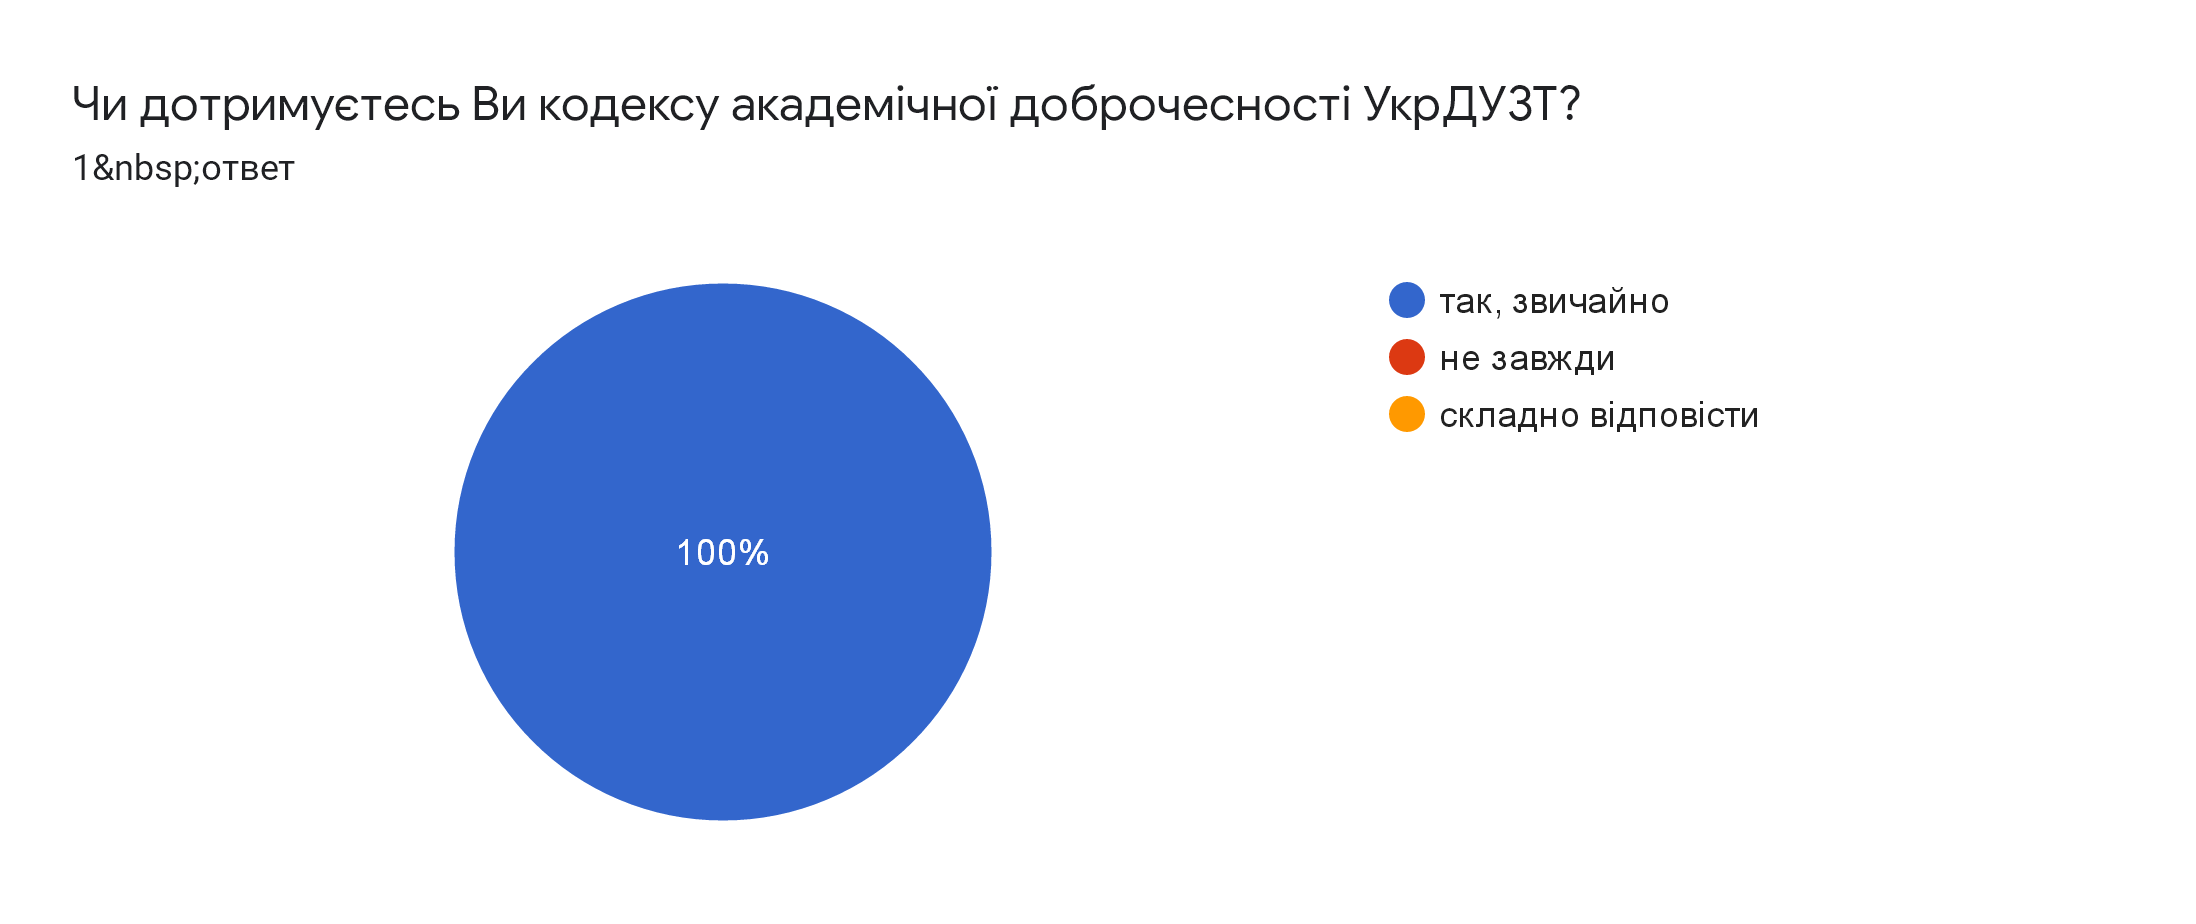 Чи дотримуєтесь Ви кодексу академічної доброчесності УкрДУЗТ?
1&nbsp;ответ
так, звичайно
не завжди
складно відповісти
100%